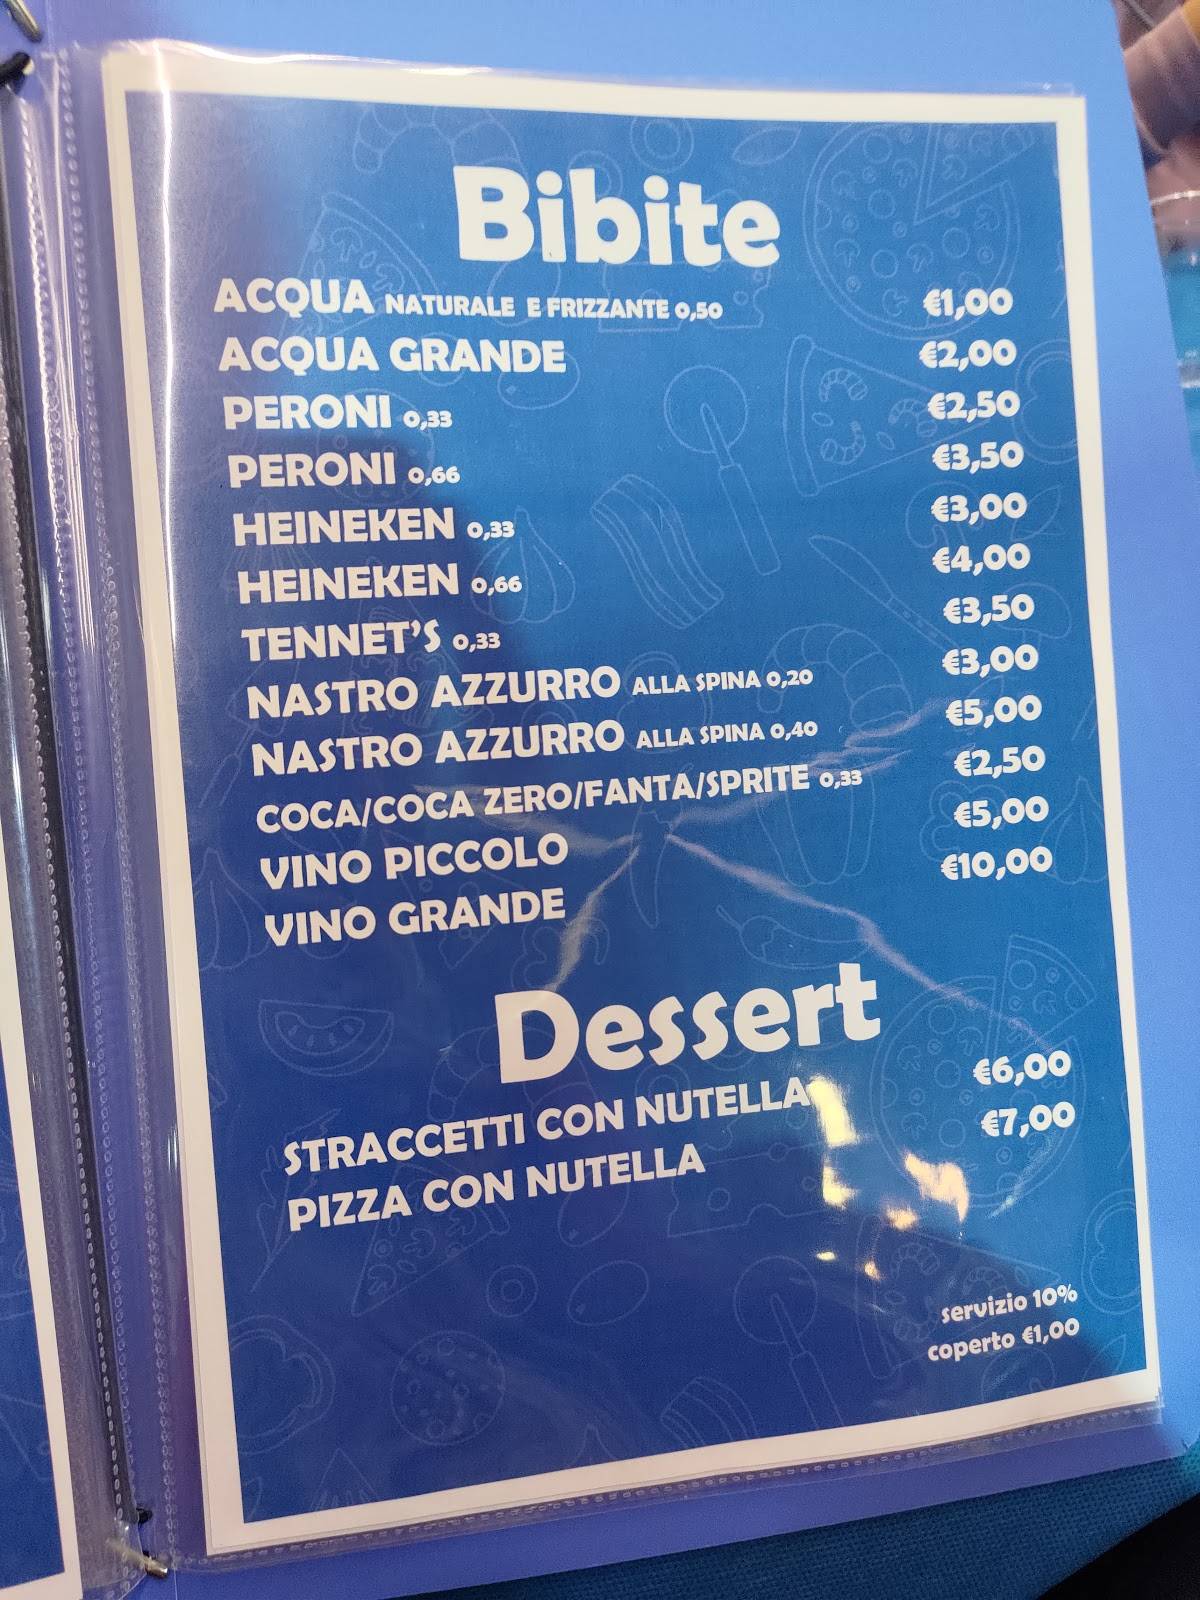 Bibite
ACQUA NATURALE E FRIZZANTE 0,50 €1,00
ACQUA GRANDE €2,00
PERONI 0,33 €2,50
PERONI 0,66 €3,50
HEINEKEN 0,33 €3,00
HEINEKEN 0,66 €4,00
TENNET'S 0,33 €3,50
NASTRO AZZURRO ALLA SPINA 0,20 €3,00
NASTRO AZZURRO ALLA SPINA 0,40 €5,00
COCA/COCA ZERO/FANTA/SPRITE 0,33 €2,50
VINO PICCOLO €5,00
VINO GRANDE €10,00
Dessert
STRACCETTI CON NUTELLA €6,00
PIZZA CON NUTELLA €7,00
servizio 10%
coperto €1,00